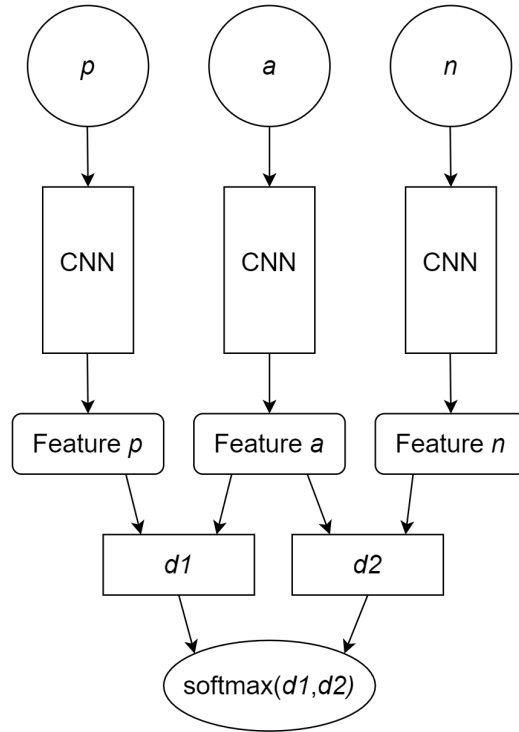 p
a
n
CNN
CNN
CNN
Feature p
Feature a
Feature n
d1
d2
softmax(d1,d2)